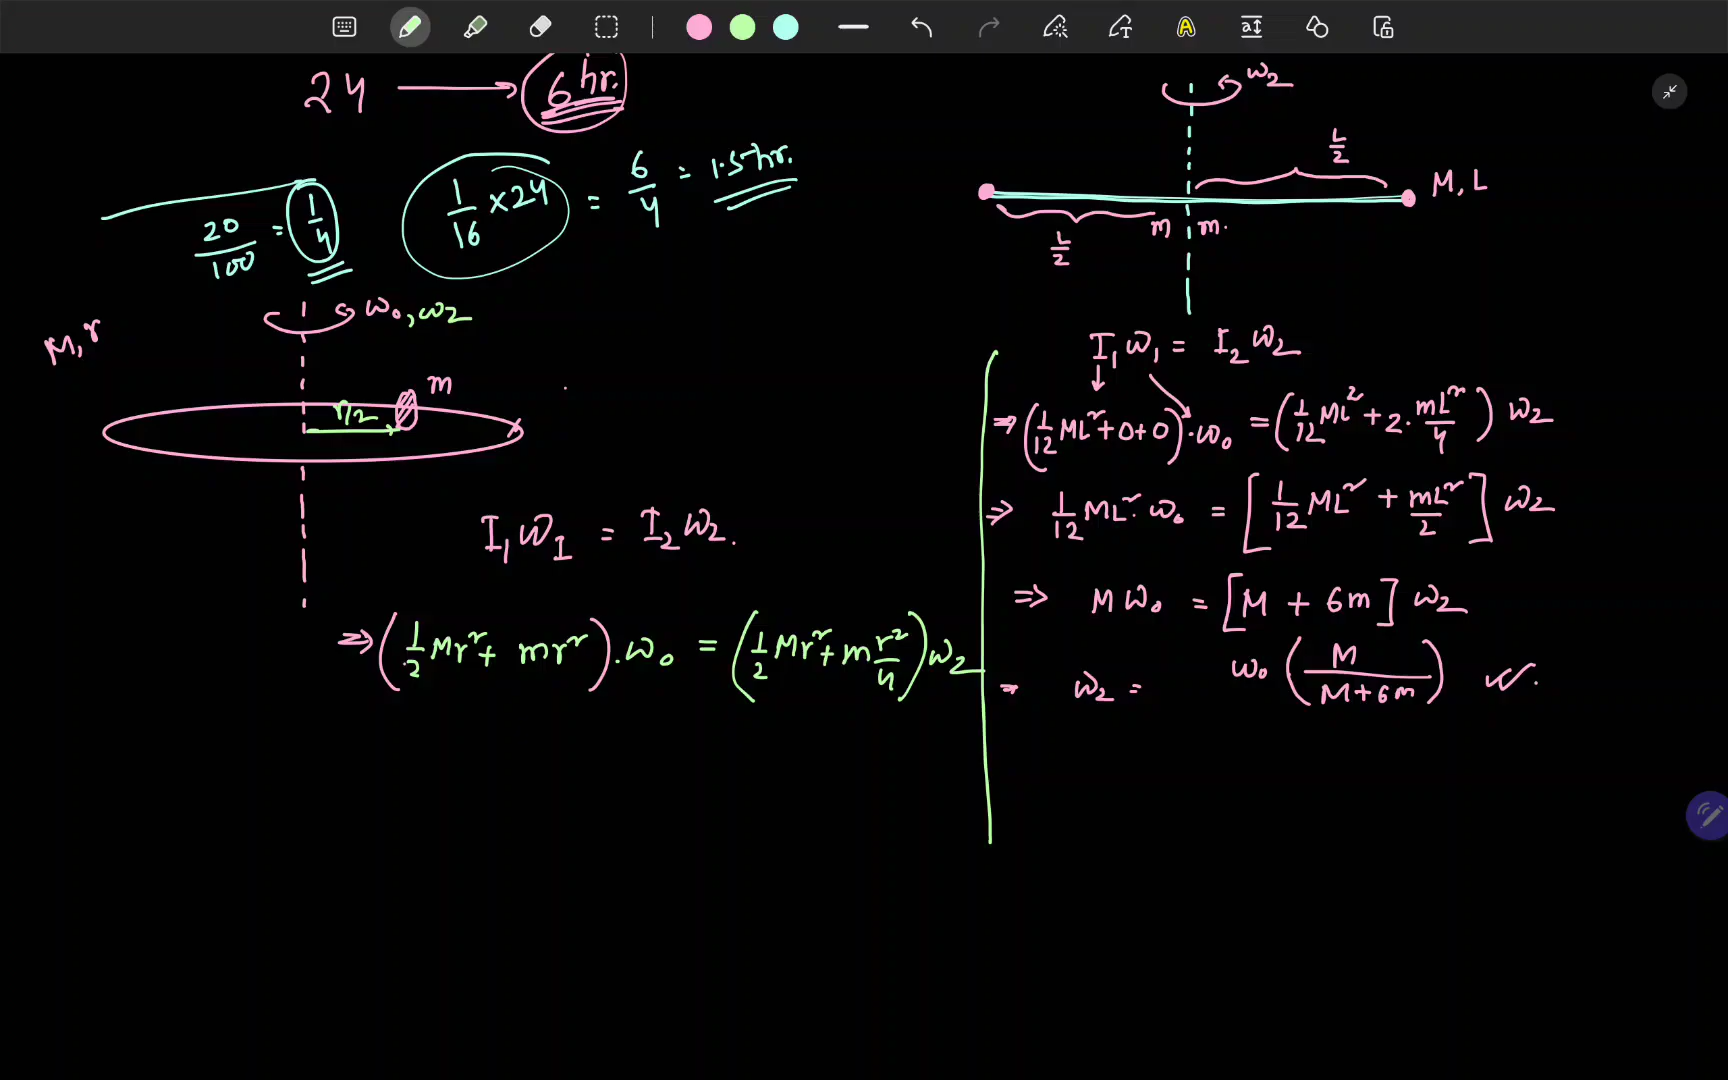 24 → 6 hr.
20/100 = 1/4
1/16 × 24 = 6/4 = 1.5 hr.
M, r
ω₀, ω₂
m
r/2
I₁ω₁ = I₂ω₂.
⇒ (1/2 Mr² + mr²).ω₀ = (1/2 Mr² + m r²/4) ω₂
ω₂
L/2
M, L
m m.
L/2
I₁ω₁ = I₂ω₂
⇒ (1/12 ML² + 0 + 0).ω₀ = (1/12 ML² + 2. mL²/4) ω₂
⇒ 1/12 ML². ω₀ = [1/12 ML² + mL²/2] ω₂
⇒ Mω₀ = [M + 6m] ω₂
⇒ ω₂ = ω₀ (M/(M+6m))